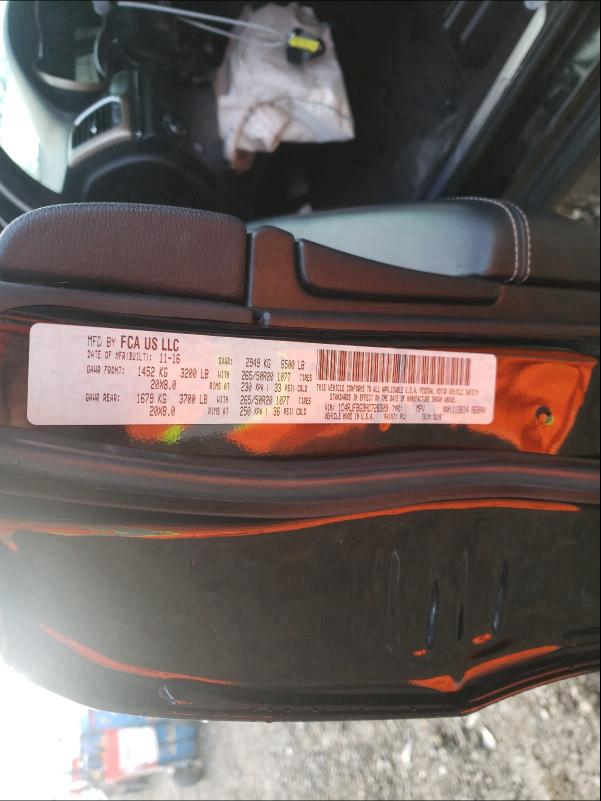 MFD BY FCA US LLC
DATE OF MFR(BUILT): 11-16 GVWR: 2949 KG 6500 LB
GAWR FRONT: 1452 KG 3200 LB WITH 265/50R20 107T TIRES
20X8.0 RIMS AT 230 KPA / 33 PSI COLD
GAWR REAR: 1679 KG 3700 LB WITH 265/50R20 107T TIRES
20X8.0 RIMS AT 250 KPA / 36 PSI COLD
THIS VEHICLE CONFORMS TO ALL APPLICABLE U.S.A. FEDERAL MOTOR VEHICLE SAFETY
STANDARDS IN EFFECT ON THE DATE OF MANUFACTURE SHOWN ABOVE.
VIN: TYPE: MPV
VEHICLE MADE IN U.S.A. PAINT: TRIM: